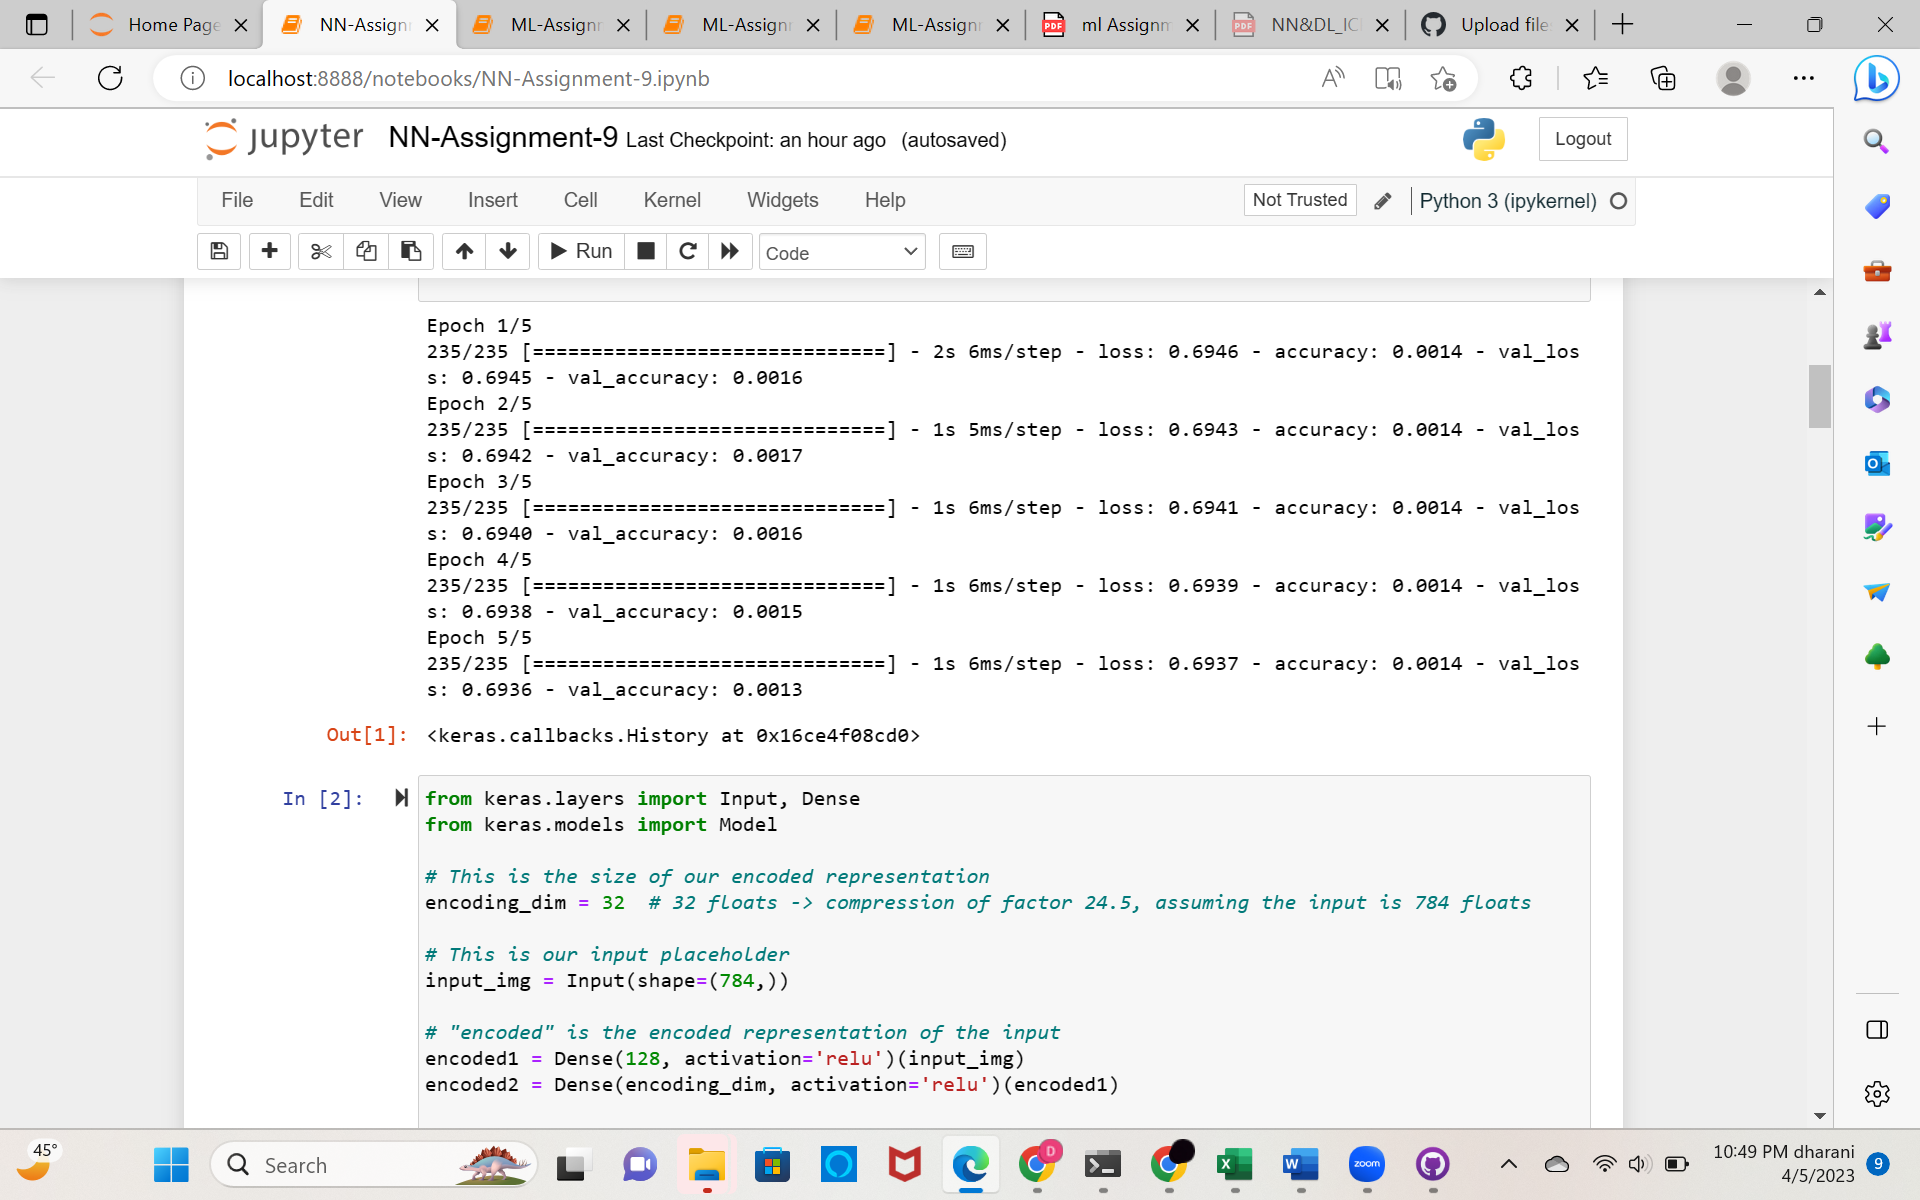 Home Page
NN-Assign
ML-Assign
ML-Assign
ML-Assign
PDF ml Assignm
PDF NN&DL_IC
Upload file
localhost:8888/notebooks/NN-Assignment-9.ipynb
jupyter NN-Assignment-9 Last Checkpoint: an hour ago (autosaved)
Logout
File Edit View Insert Cell Kernel Widgets Help
Not Trusted
Python 3 (ipykernel)
Run
Code
Epoch 1/5
235/235 [==============================] - 2s 6ms/step - loss: 0.6946 - accuracy: 0.0014 - val_los
s: 0.6945 - val_accuracy: 0.0016
Epoch 2/5
235/235 [==============================] - 1s 5ms/step - loss: 0.6943 - accuracy: 0.0014 - val_los
s: 0.6942 - val_accuracy: 0.0017
Epoch 3/5
235/235 [==============================] - 1s 6ms/step - loss: 0.6941 - accuracy: 0.0014 - val_los
s: 0.6940 - val_accuracy: 0.0016
Epoch 4/5
235/235 [==============================] - 1s 6ms/step - loss: 0.6939 - accuracy: 0.0014 - val_los
s: 0.6938 - val_accuracy: 0.0015
Epoch 5/5
235/235 [==============================] - 1s 6ms/step - loss: 0.6937 - accuracy: 0.0014 - val_los
s: 0.6936 - val_accuracy: 0.0013
Out[1]: <keras.callbacks.History at 0x16ce4f08cd0>
In [2]: from keras.layers import Input, Dense
from keras.models import Model
# This is the size of our encoded representation
encoding_dim = 32  # 32 floats -> compression of factor 24.5, assuming the input is 784 floats
# This is our input placeholder
input_img = Input(shape=(784,))
# "encoded" is the encoded representation of the input
encoded1 = Dense(128, activation='relu')(input_img)
encoded2 = Dense(encoding_dim, activation='relu')(encoded1)
45°
Search
D
zoom
10:49 PM dharani
4/5/2023
9